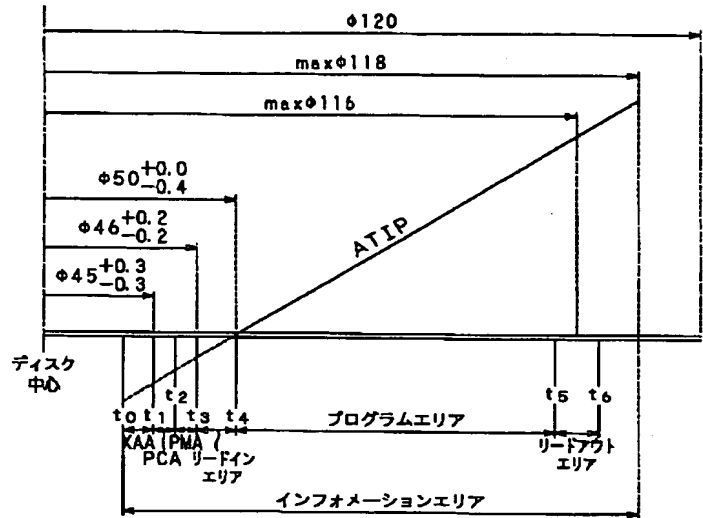 Φ120
maxΦ118
maxΦ116
Φ50+0.0 -0.4
Φ46+0.2 -0.2
Φ45+0.3 -0.3
ATIP
ディスク
中心
t0 t1 t2 t3 t4 t5 t6
XAA PCA PMA リードイン
エリア
プログラムエリア
リードアウト
エリア
インフォメーションエリア